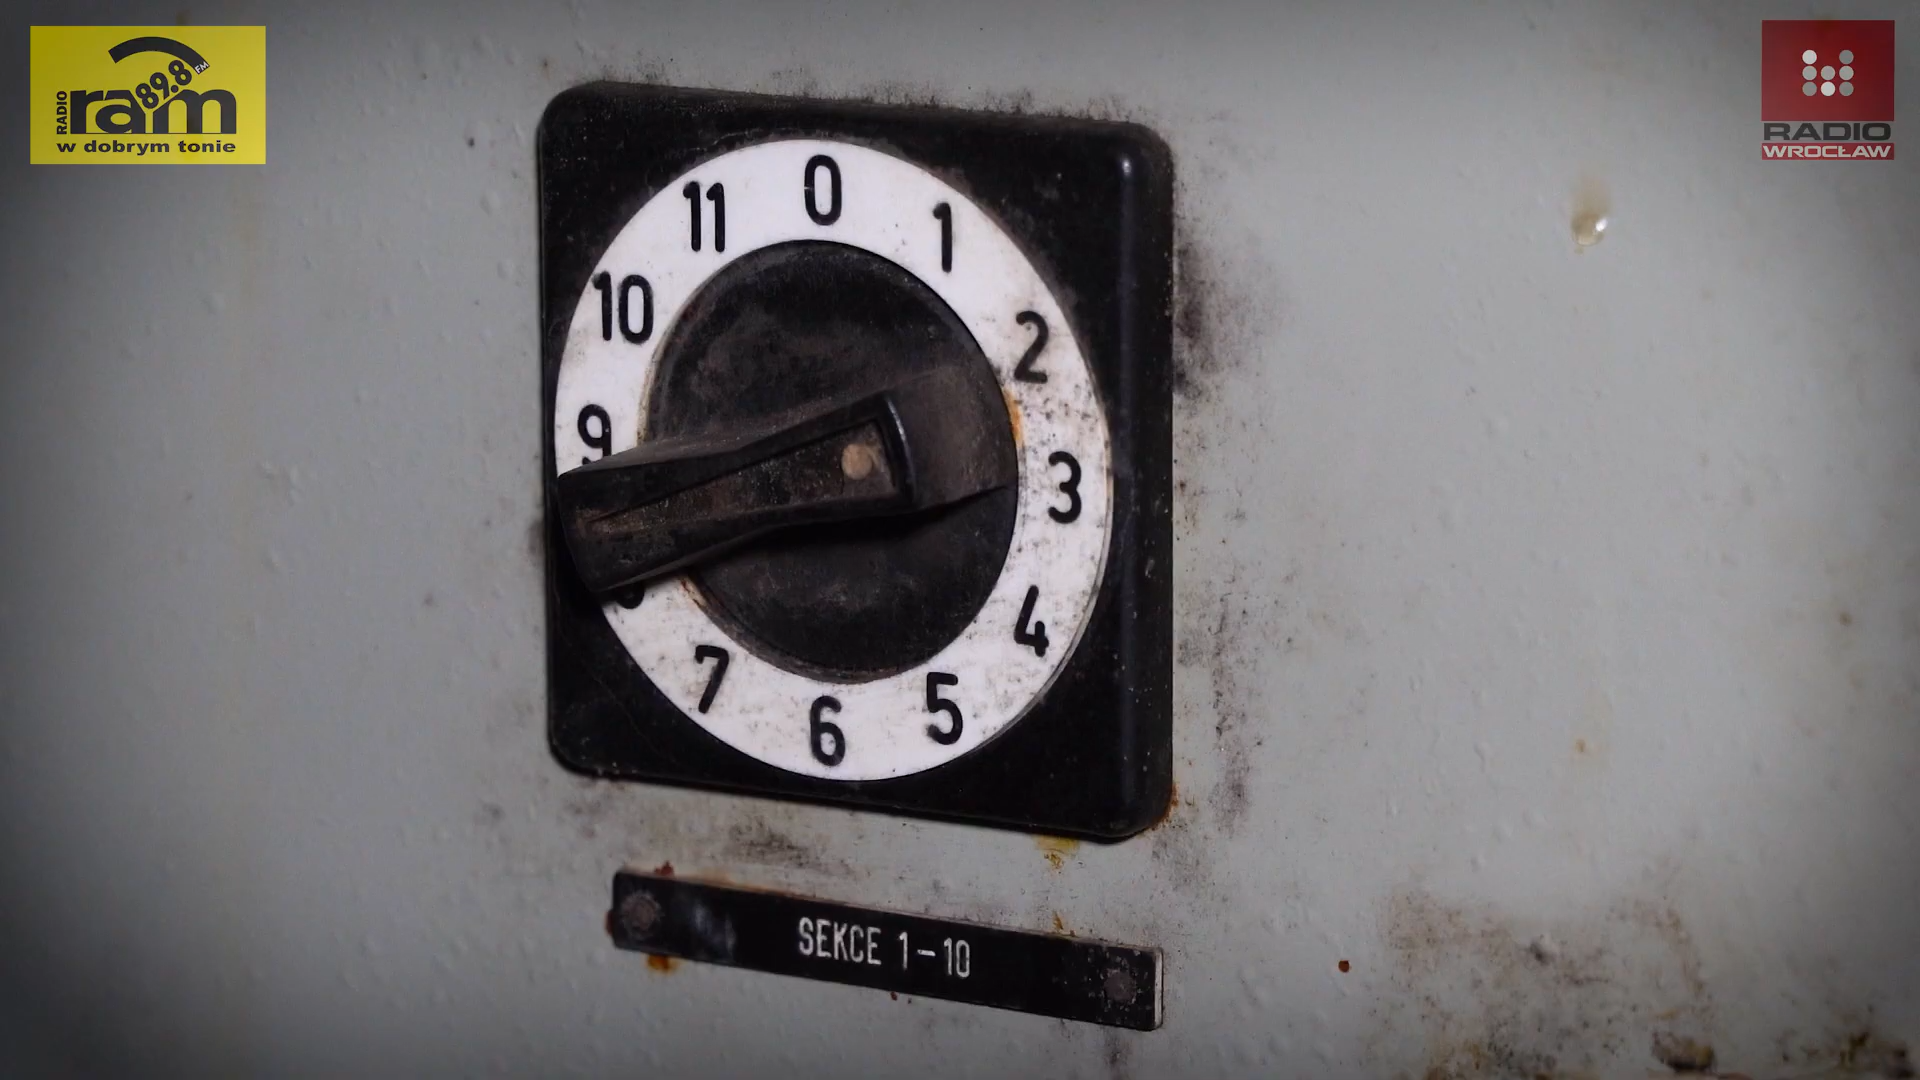 RADIO
ram
89.8 FM
w dobrym tonie
RADIO
WROCŁAW
0
1
2
3
4
5
6
7
9
10
11
SEKCE 1-10